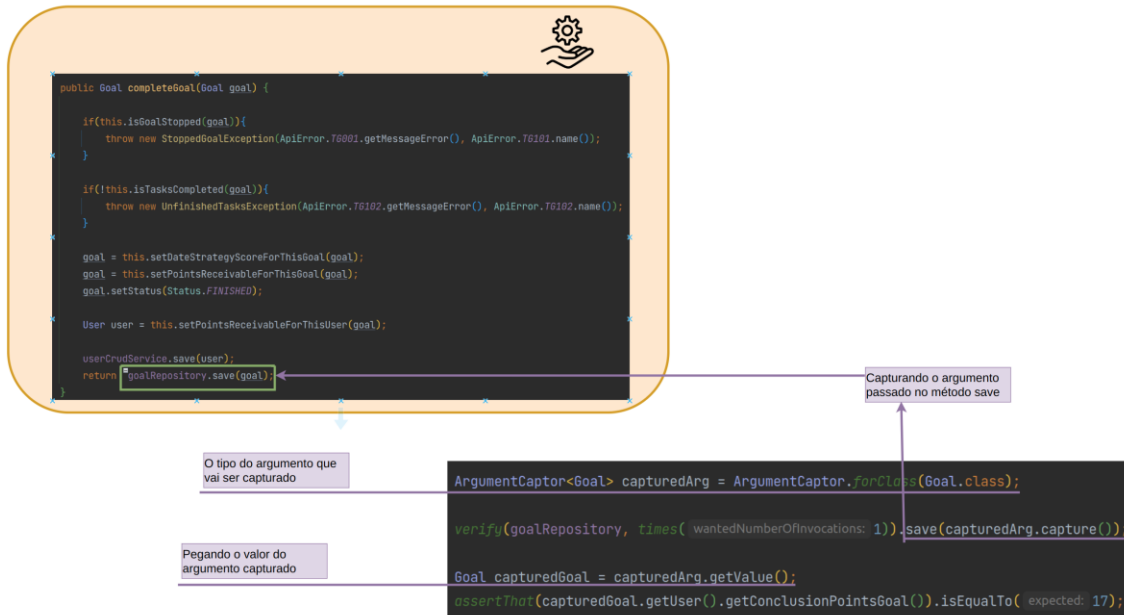 public Goal completeGoal(Goal goal) {
if(this.isGoalStopped(goal)){
throw new StoppedGoalException(ApiError.TG001.getMessageError(), ApiError.TG101.name());
}
if(!this.isTasksCompleted(goal)){
throw new UnfinishedTasksException(ApiError.TG102.getMessageError(), ApiError.TG102.name());
}
goal = this.setDateStrategyScoreForThisGoal(goal);
goal = this.setPointsReceivableForThisGoal(goal);
goal.setStatus(Status.FINISHED);
User user = this.setPointsReceivableForThisUser(goal);
userCrudService.save(user);
return goalRepository.save(goal);
}
Capturando o argumento
passado no método save
O tipo do argumento que
vai ser capturado
ArgumentCaptor<Goal> capturedArg = ArgumentCaptor.forClass(Goal.class);
verify(goalRepository, times( wantedNumberOfInvocations: 1)).save(capturedArg.capture())
Pegando o valor do
argumento capturado
Goal capturedGoal = capturedArg.getValue();
assertThat(capturedGoal.getUser().getConclusionPointsGoal()).isEqualTo( expected: 17);